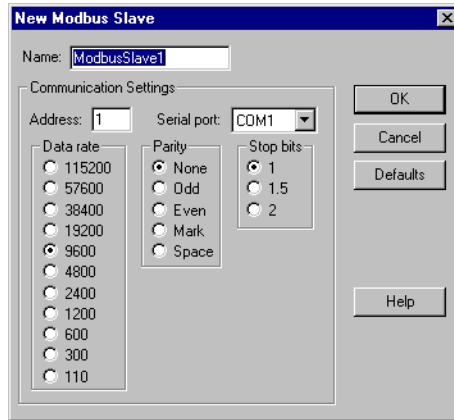 New Modbus Slave
Name: ModbusSlave1
Communication Settings
Address: 1 Serial port: COM1
Data rate
115200
57600
38400
19200
9600
4800
2400
1200
600
300
110
Parity
None
Odd
Even
Mark
Space
Stop bits
1
1.5
2
OK
Cancel
Defaults
Help